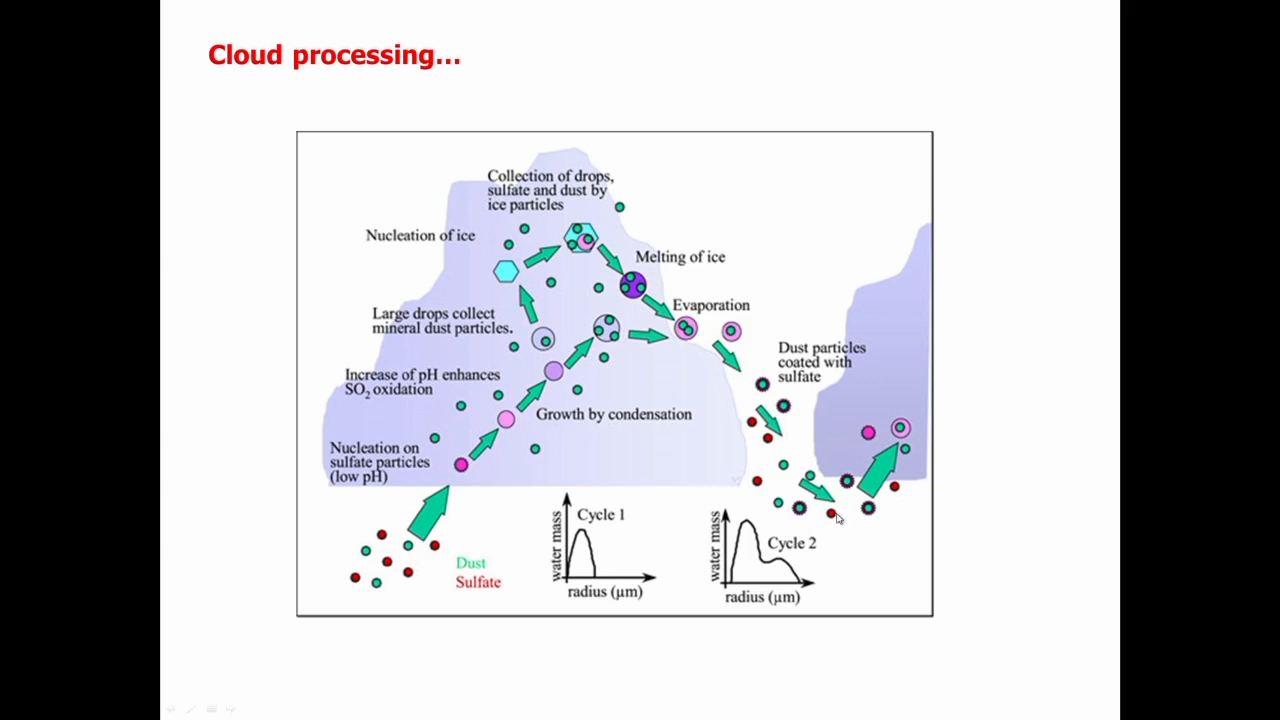 Cloud processing...
Collection of drops,
sulfate and dust by
ice particles
Nucleation of ice
Melting of ice
Evaporation
Large drops collect
mineral dust particles.
Dust particles
coated with
sulfate
Increase of pH enhances
SO₂ oxidation
Growth by condensation
Nucleation on
sulfate particles
(low pH)
Dust
Sulfate
Cycle 1
water mass
radius (µm)
Cycle 2
water mass
radius (µm)